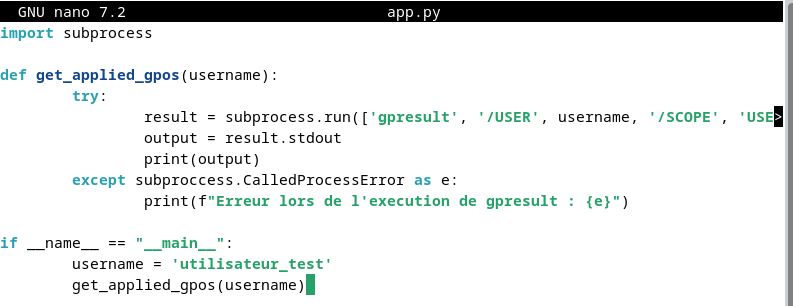 GNU nano 7.2 app.py
import subprocess
def get_applied_gpos(username):
try:
result = subprocess.run(['gpresult', '/USER', username, '/SCOPE', 'USE>
output = result.stdout
print(output)
except subproccess.CalledProcessError as e:
print(f"Erreur lors de l'execution de gpresult : {e}")
if __name__ == "__main__":
username = 'utilisateur_test'
get_applied_gpos(username)